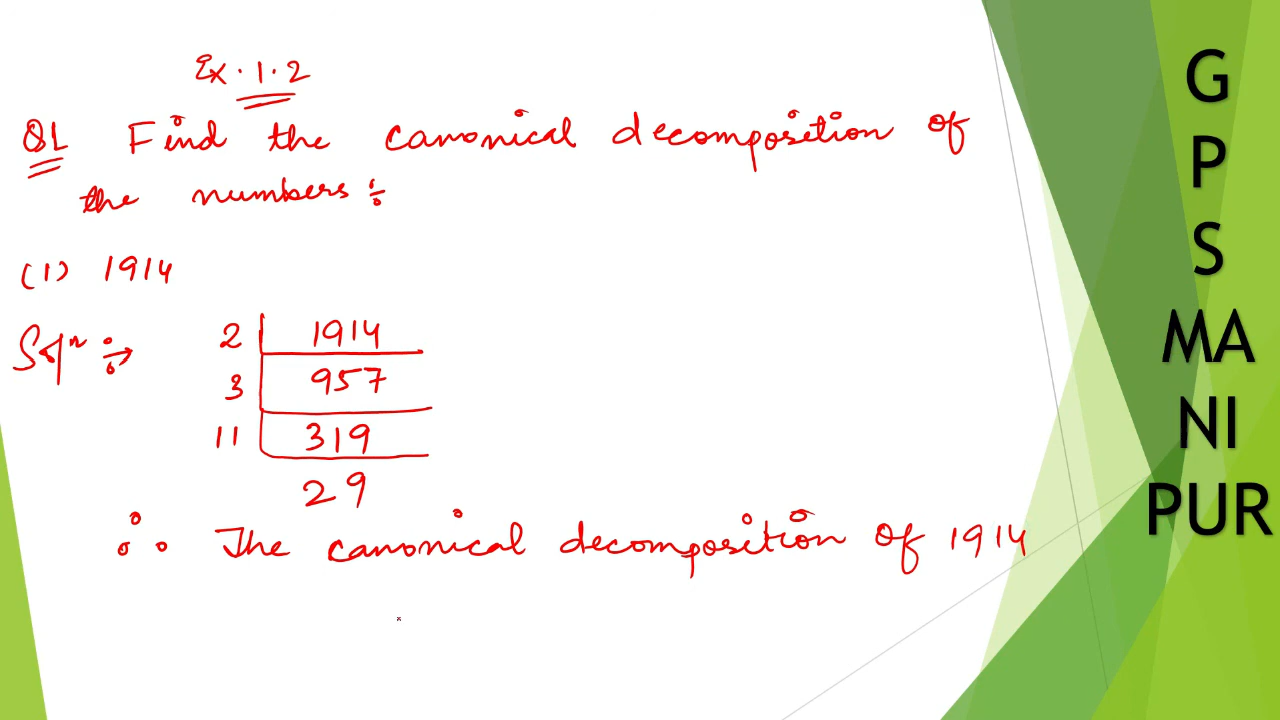 Ex. 1.2
Q1 Find the canonical decomposition of
the numbers :-
(1) 1914
Solⁿ :-
2 | 1914
3 | 957
11 | 319
29
∴ The canonical decomposition of 1914
G
P
S
MA
NI
PUR